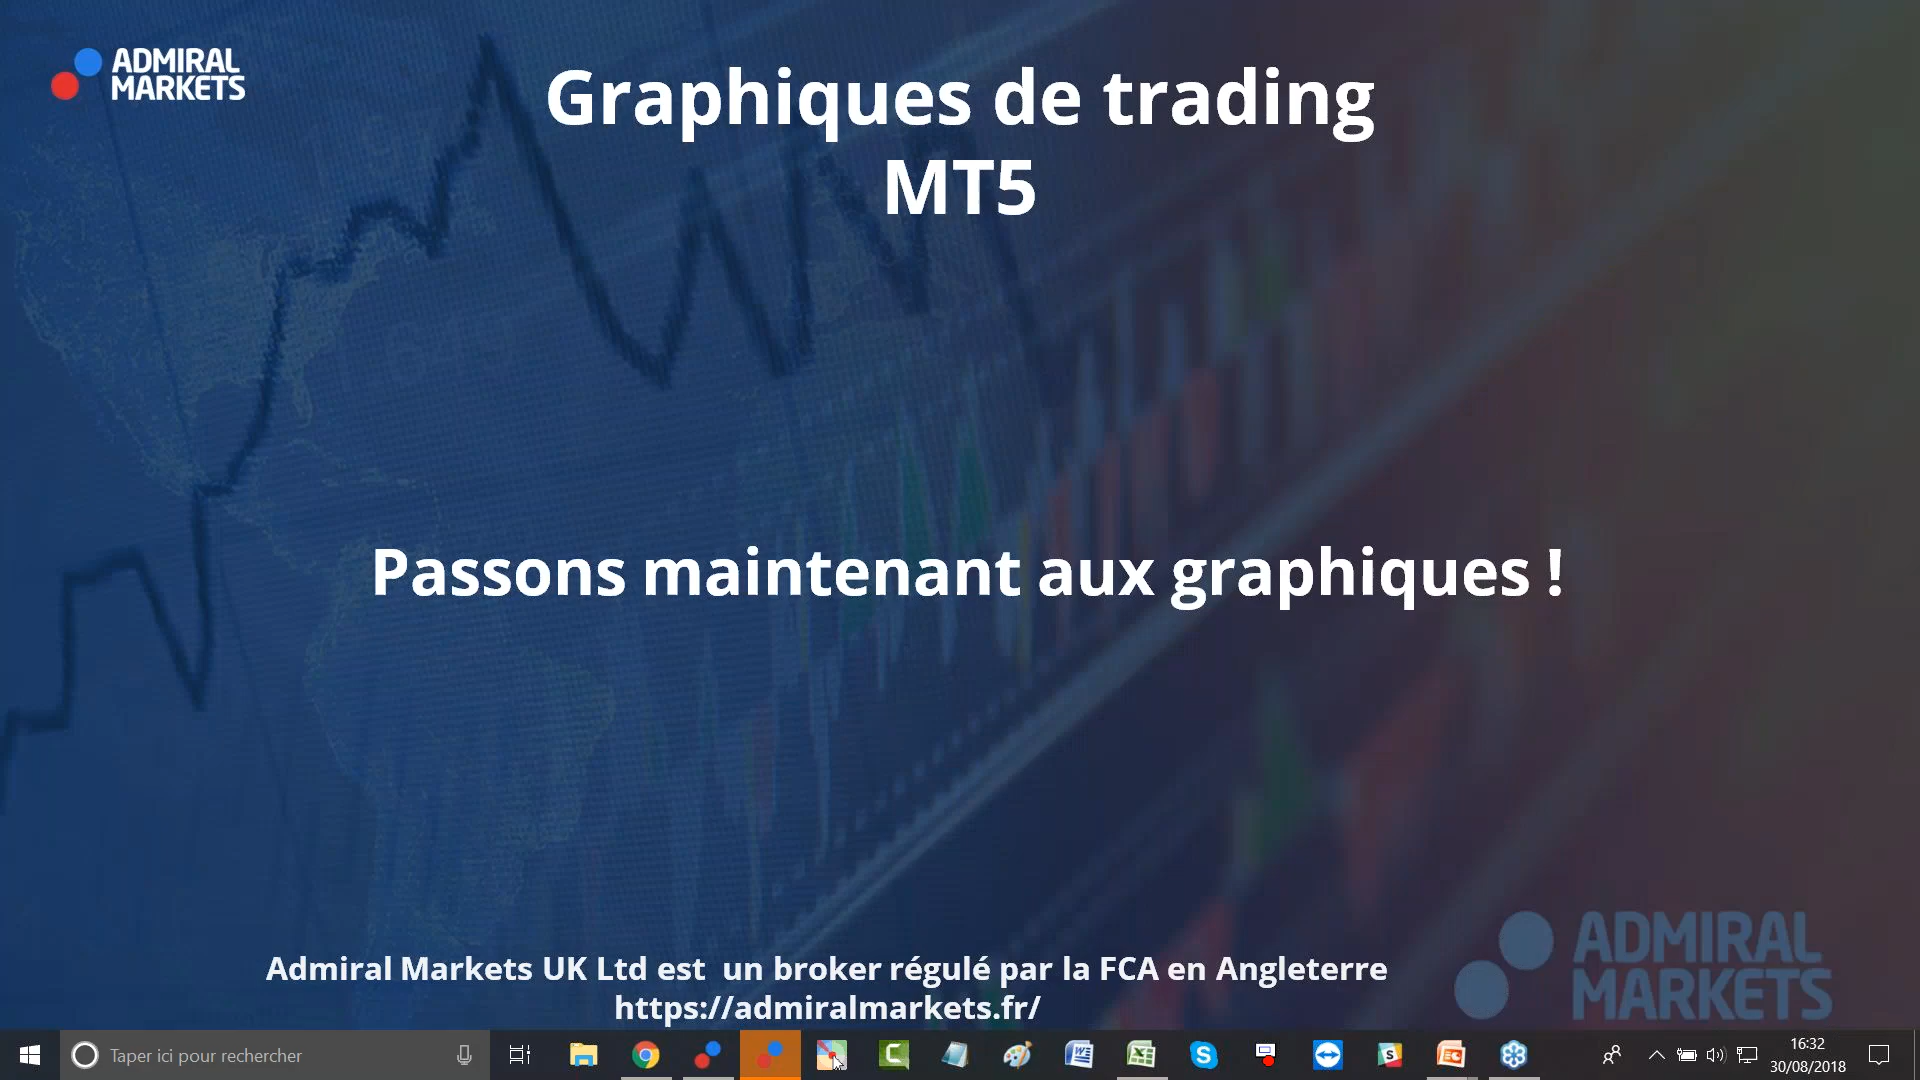 ADMIRAL
MARKETS
Graphiques de trading
MT5
Passons maintenant aux graphiques !
Admiral Markets UK Ltd est un broker régulé par la FCA en Angleterre
https://admiralmarkets.fr/
ADMIRAL
MARKETS
Taper ici pour rechercher
16:32
30/08/2018